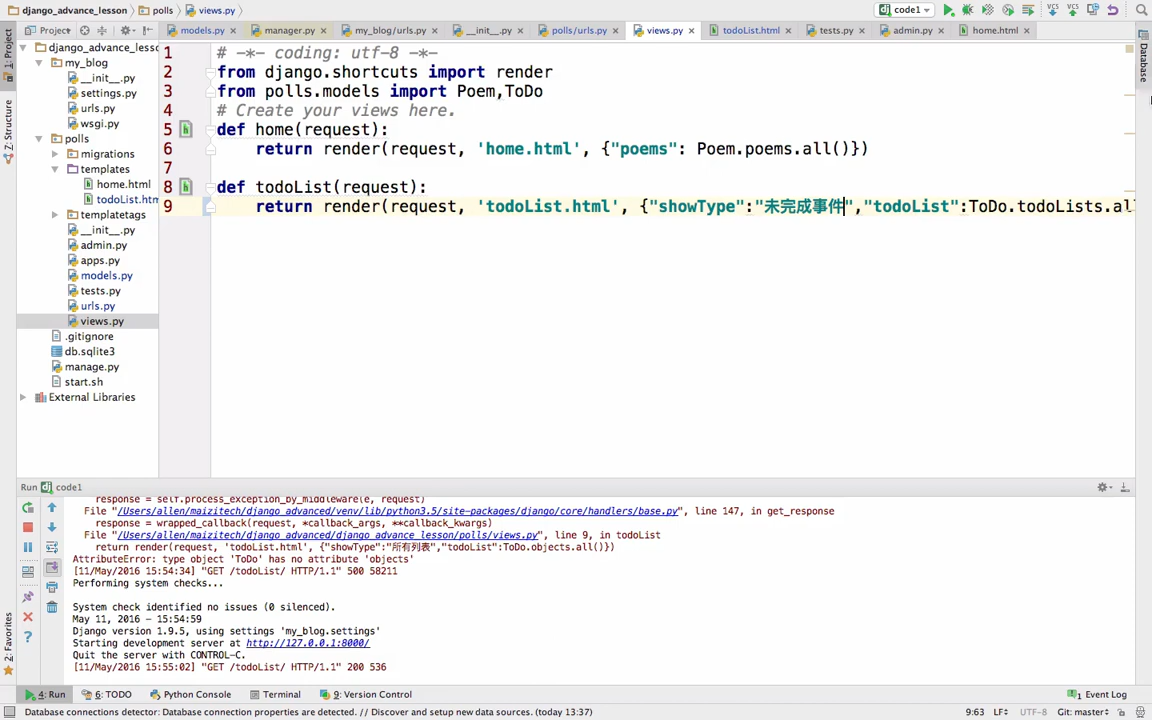 django_advance_lesson polls views.py code1
Project models.py manager.py my_blog/urls.py __init__.py polls/urls.py views.py todoList.html tests.py admin.py home.html
1: Project
Z: Structure
2: Favorites
Database
django_advance_lesso
my_blog
__init__.py
settings.py
urls.py
wsgi.py
polls
migrations
templates
home.html
todoList.htm
templatetags
__init__.py
admin.py
apps.py
models.py
tests.py
urls.py
views.py
.gitignore
db.sqlite3
manage.py
start.sh
External Libraries
1 # -*- coding: utf-8 -*-
2 from django.shortcuts import render
3 from polls.models import Poem,ToDo
4 # Create your views here.
5 def home(request):
6 return render(request, 'home.html', {"poems": Poem.poems.all()})
7
8 def todoList(request):
9 return render(request, 'todoList.html', {"showType":"未完成事件","todoList":ToDo.todoLists.all
Run code1
response = self.process_exception_by_middleware(e, request)
File "/Users/allen/maizitech/django_advanced/venv/lib/python3.5/site-packages/django/core/handlers/base.py", line 147, in get_response
response = wrapped_callback(request, *callback_args, **callback_kwargs)
File "/Users/allen/maizitech/django_advanced/django_advance_lesson/polls/views.py", line 9, in todoList
return render(request, 'todoList.html', {"showType":"所有列表","todoList":ToDo.objects.all()})
AttributeError: type object 'ToDo' has no attribute 'objects'
[11/May/2016 15:54:34] "GET /todoList/ HTTP/1.1" 500 58211
Performing system checks...
System check identified no issues (0 silenced).
May 11, 2016 - 15:54:59
Django version 1.9.5, using settings 'my_blog.settings'
Starting development server at http://127.0.0.1:8000/
Quit the server with CONTROL-C.
[11/May/2016 15:55:02] "GET /todoList/ HTTP/1.1" 200 536
4: Run 6: TODO Python Console Terminal 9: Version Control 1 Event Log
Database connections detector: Database connection properties are detected. // Discover and setup new data sources. (today 13:37) 9:63 LF UTF-8 Git: master